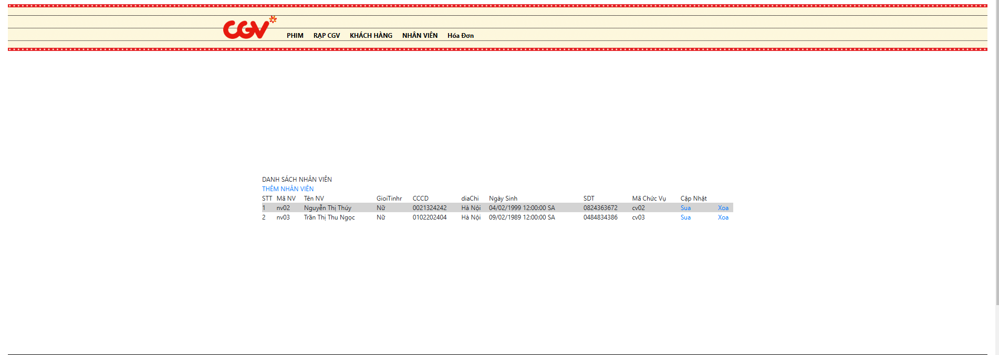 CGV
PHIM RẠP CGV KHÁCH HÀNG NHÂN VIÊN Hóa Đơn
DANH SÁCH NHÂN VIÊN
THÊM NHÂN VIÊN
STT Mã NV Tên NV GioiTinhr CCCD diaChi Ngày Sinh SDT Mã Chức Vụ Cập Nhật
1 nv02 Nguyễn Thị Thúy Nữ 0021324242 Hà Nội 04/02/1999 12:00:00 SA 0824363672 cv02 Sua Xoa
2 nv03 Trần Thị Thu Ngọc Nữ 0102202404 Hà Nội 09/02/1989 12:00:00 SA 0484834386 cv03 Sua Xoa